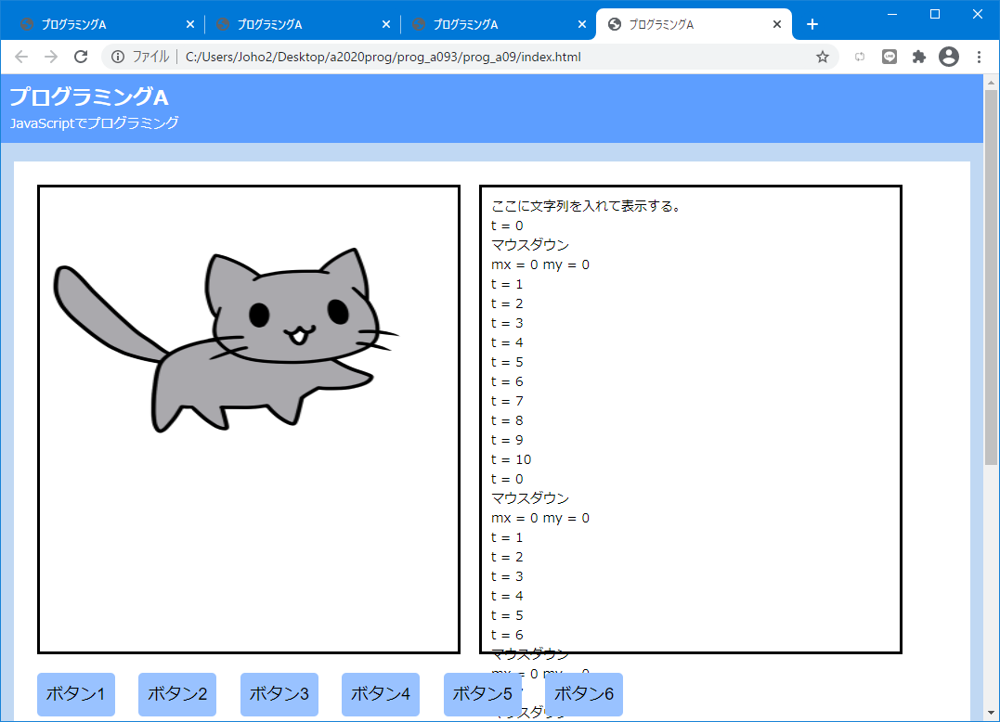 プログラミングA プログラミングA プログラミングA プログラミングA
ファイル C:/Users/Joho2/Desktop/a2020prog/prog_a093/prog_a09/index.html
プログラミングA
JavaScriptでプログラミング
ここに文字列を入れて表示する。
t = 0
マウスダウン
mx = 0 my = 0
t = 1
t = 2
t = 3
t = 4
t = 5
t = 6
t = 7
t = 8
t = 9
t = 10
t = 0
マウスダウン
mx = 0 my = 0
t = 1
t = 2
t = 3
t = 4
t = 5
t = 6
マウスダウン
mx = 0 my = 0
ボタン1 ボタン2 ボタン3 ボタン4 ボタン5 ボタン6
マウスダウン